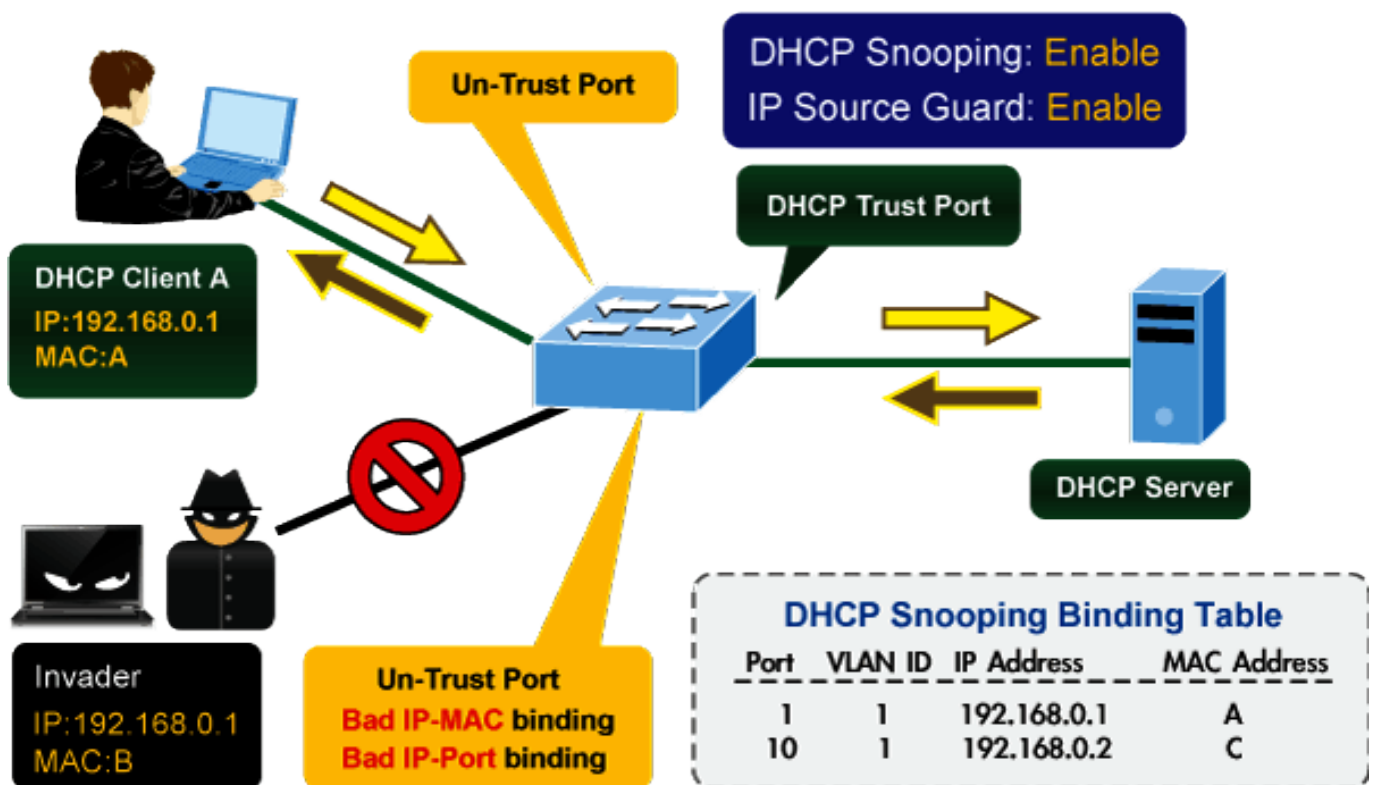 DHCP Snooping: Enable
IP Source Guard: Enable
Un-Trust Port
DHCP Trust Port
DHCP Client A
IP:192.168.0.1
MAC:A
DHCP Server
Invader
IP:192.168.0.1
MAC:B
Un-Trust Port
Bad IP-MAC binding
Bad IP-Port binding
DHCP Snooping Binding Table
Port VLAN ID IP Address MAC Address
1 1 192.168.0.1 A
10 1 192.168.0.2 C